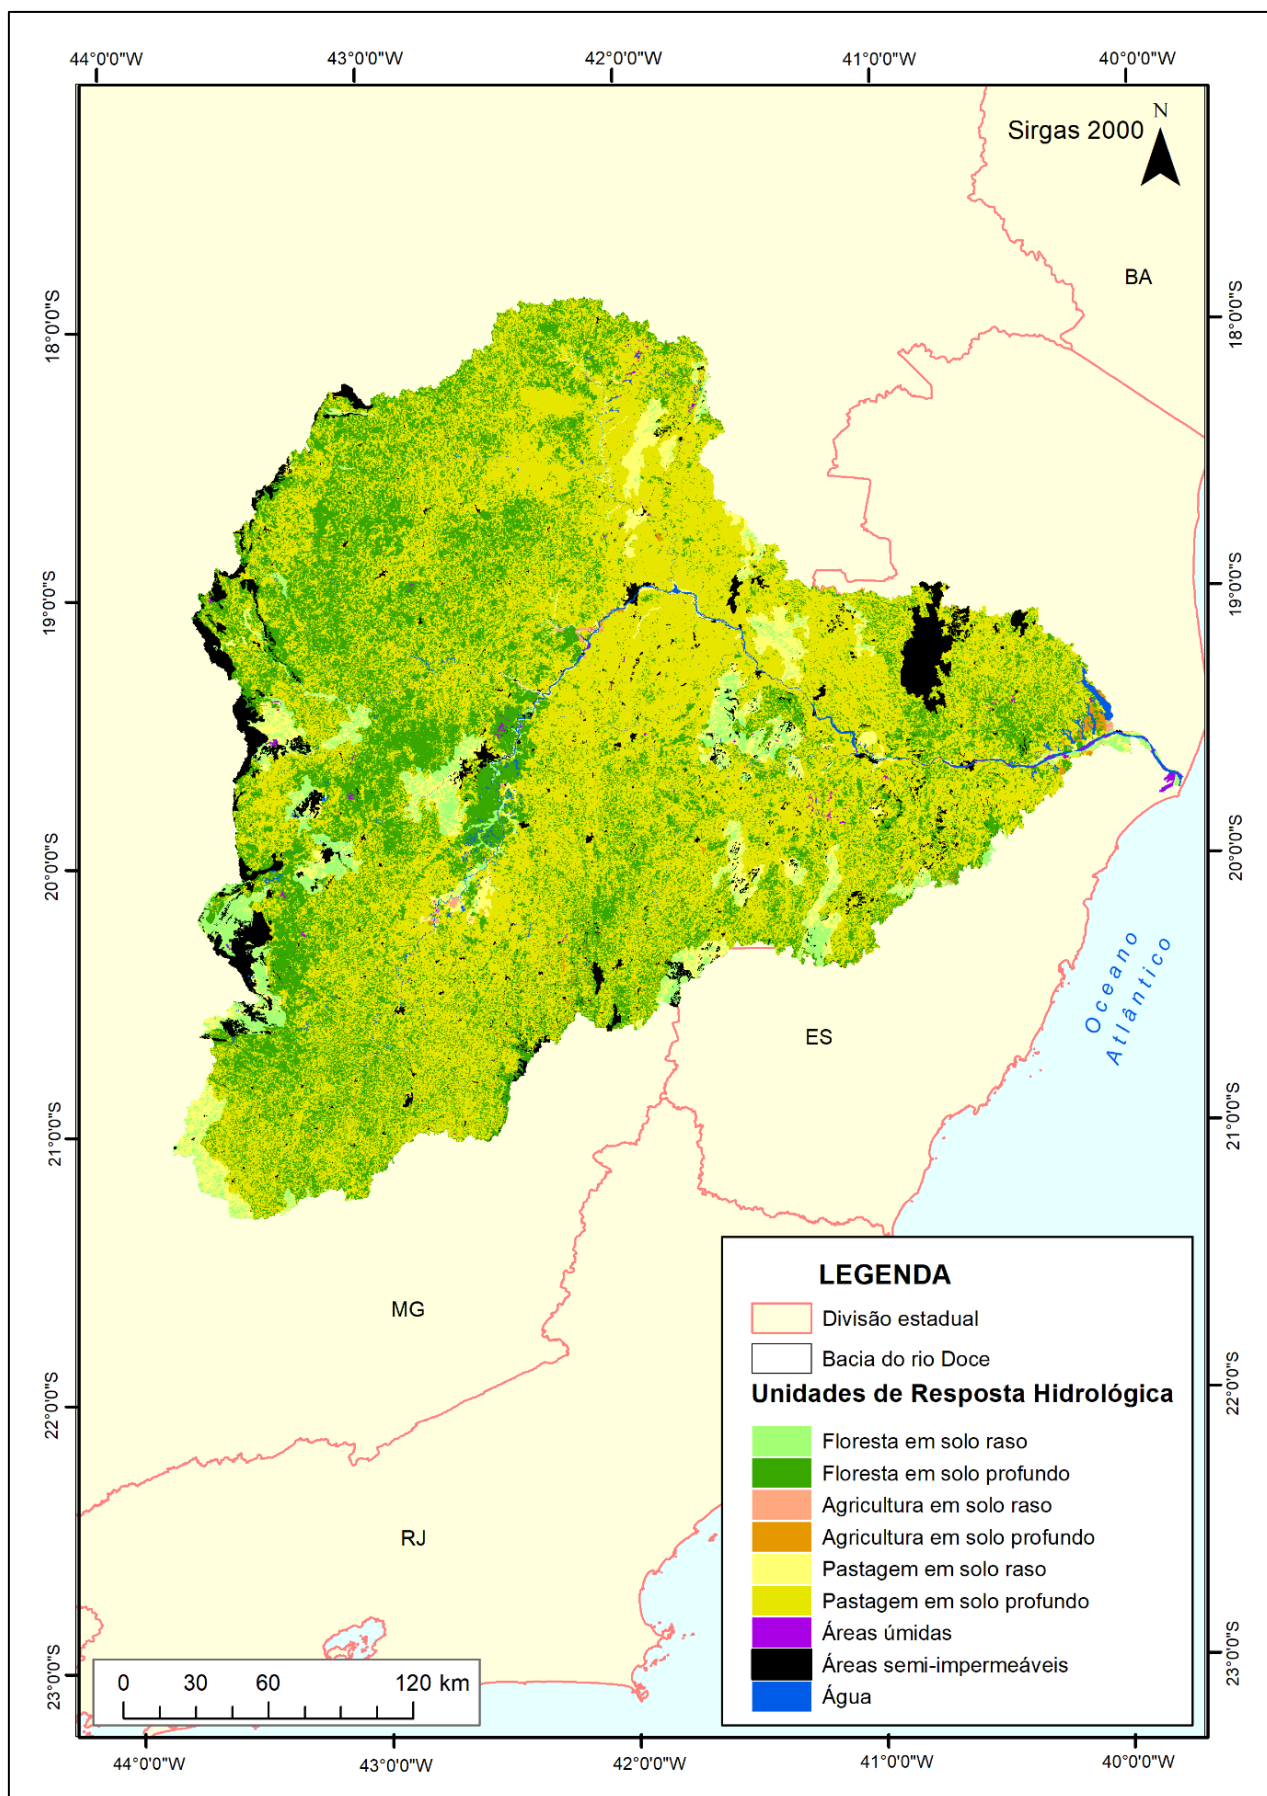 44°0'0"W 43°0'0"W 42°0'0"W 41°0'0"W 40°0'0"W
N
Sirgas 2000
BA
18°0'0"S 18°0'0"S
19°0'0"S 19°0'0"S
20°0'0"S 20°0'0"S
Oceano
Atlântico
ES
21°0'0"S 21°0'0"S
MG
LEGENDA
Divisão estadual
Bacia do rio Doce
22°0'0"S 22°0'0"S
Unidades de Resposta Hidrológica
Floresta em solo raso
Floresta em solo profundo
Agricultura em solo raso
RJ
Agricultura em solo profundo
Pastagem em solo raso
Pastagem em solo profundo
Áreas úmidas
23°0'0"S 23°0'0"S
Áreas semi-impermeáveis
Água
0 30 60 120 km
44°0'0"W 43°0'0"W 42°0'0"W 41°0'0"W 40°0'0"W